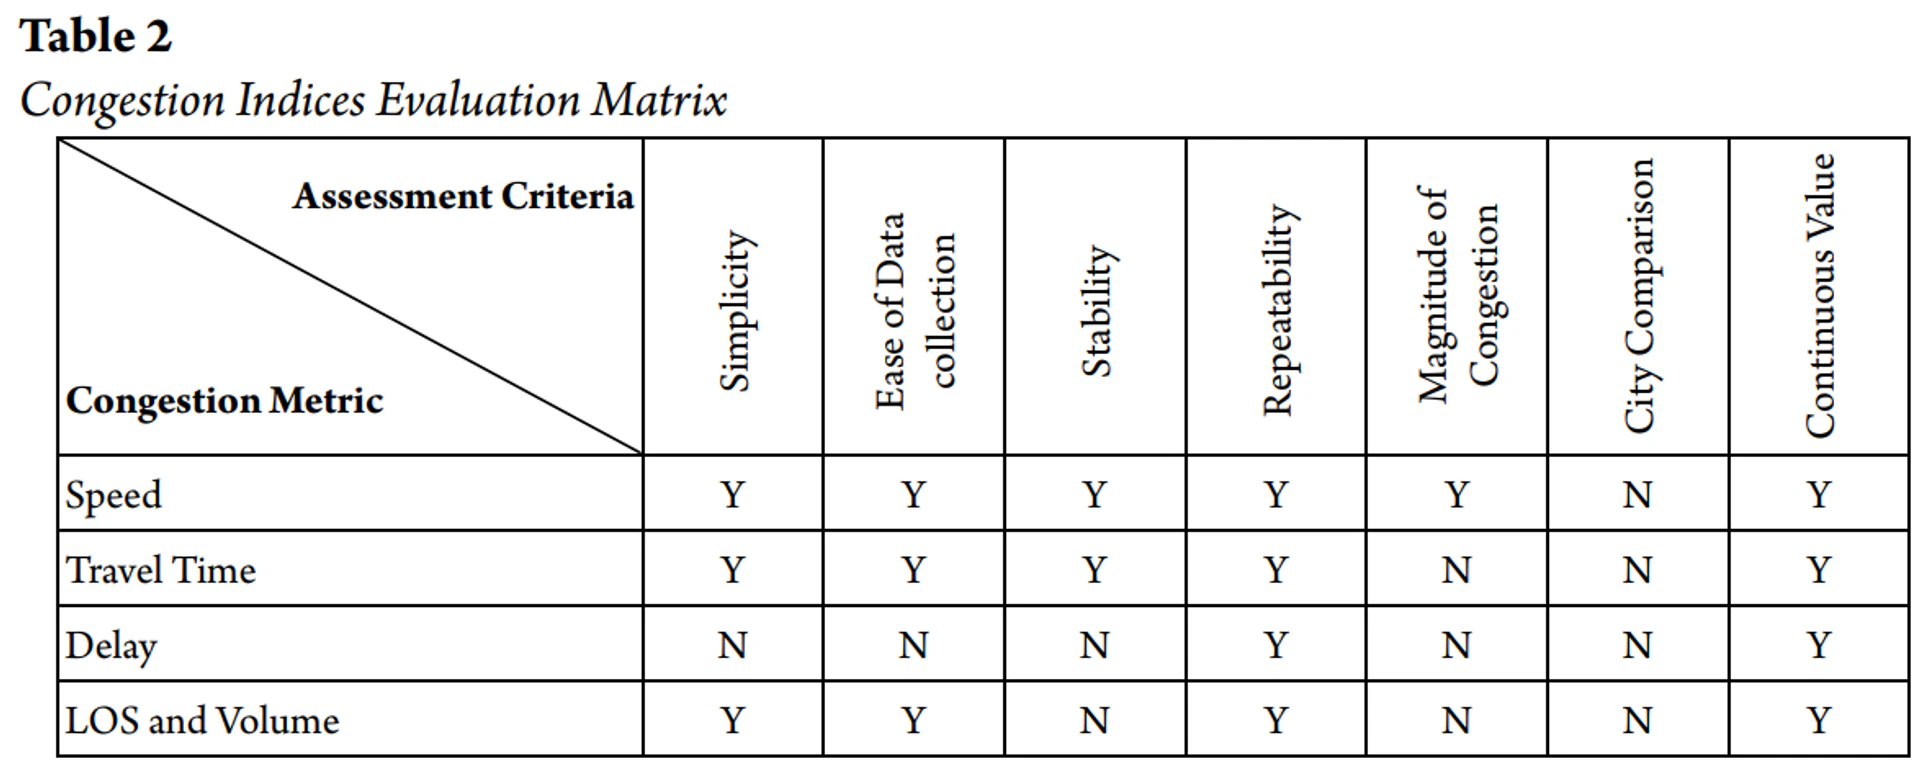 Table 2
Congestion Indices Evaluation Matrix
Assessment Criteria
Congestion Metric
Simplicity
Ease of Data
collection
Stability
Repeatability
Magnitude of
Congestion
City Comparison
Continuous Value
Speed Y Y Y Y Y N Y
Travel Time Y Y Y Y N N Y
Delay N N N Y N N Y
LOS and Volume Y Y N Y N N Y